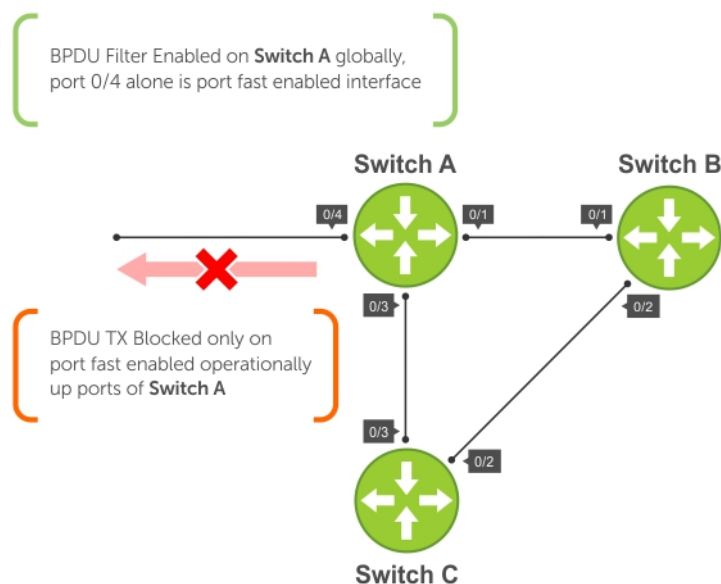 BPDU Filter Enabled on Switch A globally,
port 0/4 alone is port fast enabled interface
Switch A
Switch B
0/4
0/1
0/1
0/3
0/2
BPDU TX Blocked only on
port fast enabled operationally
up ports of Switch A
0/3
0/2
Switch C